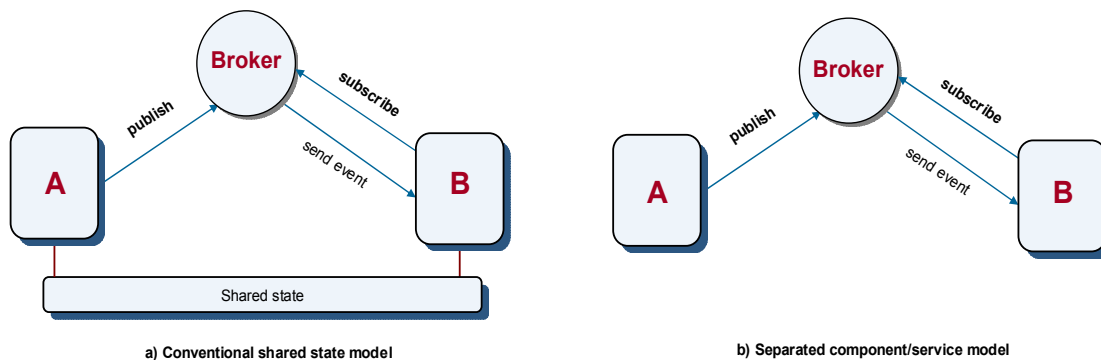 Broker
publish
subscribe
send event
A
B
Shared state
a) Conventional shared state model
Broker
publish
subscribe
send event
A
B
b) Separated component/service model